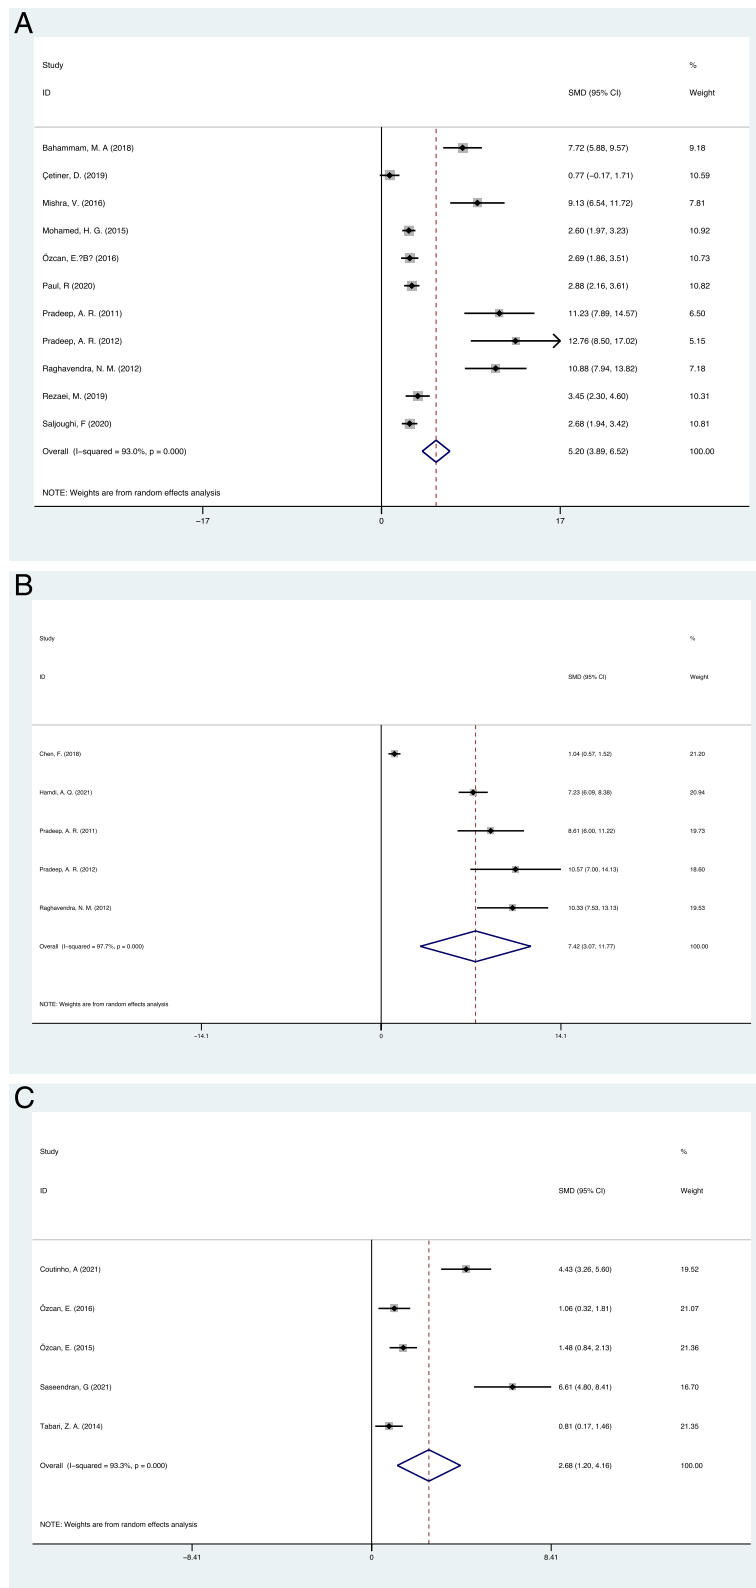 A
Study %
ID SMD (95% CI) Weight
Bahammam, M. A (2018) 7.72 (5.88, 9.57) 9.18
Çetiner, D. (2019) 0.77 (−0.17, 1.71) 10.59
Mishra, V. (2016) 9.13 (6.54, 11.72) 7.81
Mohamed, H. G. (2015) 2.60 (1.97, 3.23) 10.92
Özcan, E.?B? (2016) 2.69 (1.86, 3.51) 10.73
Paul, R (2020) 2.88 (2.16, 3.61) 10.82
Pradeep, A. R. (2011) 11.23 (7.89, 14.57) 6.50
Pradeep, A. R. (2012) 12.76 (8.50, 17.02) 5.15
Raghavendra, N. M. (2012) 10.88 (7.94, 13.82) 7.18
Rezaei, M. (2019) 3.45 (2.30, 4.60) 10.31
Saljoughi, F (2020) 2.68 (1.94, 3.42) 10.81
Overall (I−squared = 93.0%, p = 0.000) 5.20 (3.89, 6.52) 100.00
NOTE: Weights are from random effects analysis
−17 0 17
B
Study %
ID SMD (95% CI) Weight
Chen, F. (2018) 1.04 (0.57, 1.52) 21.20
Hamdi, A. Q. (2021) 7.23 (6.09, 8.38) 20.94
Pradeep, A. R. (2011) 8.61 (6.00, 11.22) 19.73
Pradeep, A. R. (2012) 10.57 (7.00, 14.13) 18.60
Raghavendra, N. M. (2012) 10.33 (7.53, 13.13) 19.53
Overall (I−squared = 97.7%, p = 0.000) 7.42 (3.07, 11.77) 100.00
NOTE: Weights are from random effects analysis
−14.1 0 14.1
C
Study %
ID SMD (95% CI) Weight
Coutinho, A (2021) 4.43 (3.26, 5.60) 19.52
Özcan, E. (2016) 1.06 (0.32, 1.81) 21.07
Özcan, E. (2015) 1.48 (0.84, 2.13) 21.36
Saseendran, G (2021) 6.61 (4.80, 8.41) 16.70
Tabari, Z. A. (2014) 0.81 (0.17, 1.46) 21.35
Overall (I−squared = 93.3%, p = 0.000) 2.68 (1.20, 4.16) 100.00
NOTE: Weights are from random effects analysis
−8.41 0 8.41